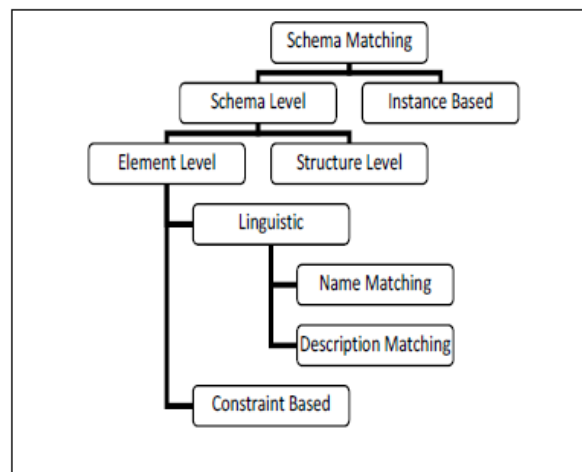 Schema Matching
Schema Level
Instance Based
Element Level
Structure Level
Linguistic
Name Matching
Description Matching
Constraint Based